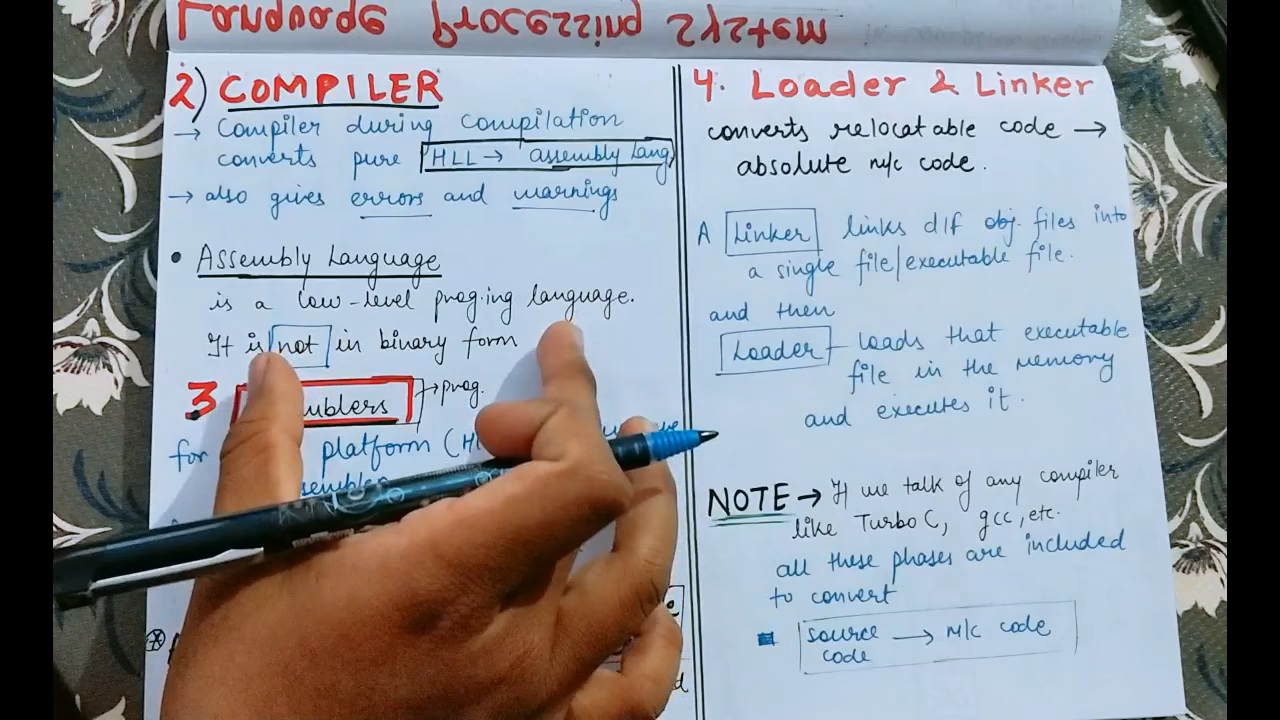 Language Processing System
2) COMPILER
→ Compiler during compilation
converts pure HLL → assembly lang
→ also gives errors and warnings
• Assembly Language
is a low-level prog.ing language.
It is not in binary form
3
→ prog.
for platform
4. Loader & Linker
converts relocatable code →
absolute m/c code.
A Linker links diff obj. files into
a single file/executable file.
and then
Loader loads that executable
file in the memory
and executes it.
NOTE → If we talk of any compiler
like Turbo C, gcc, etc.
all these phases are included
to convert
source → M/c code
code